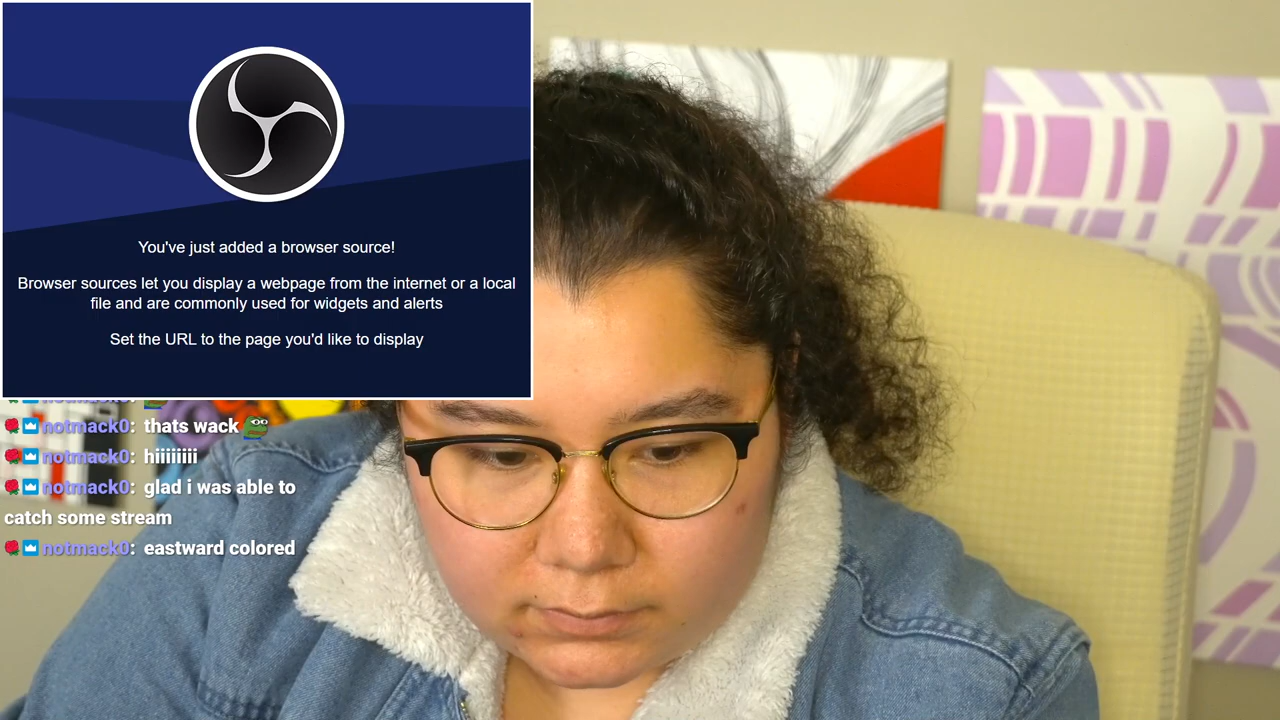 You've just added a browser source!
Browser sources let you display a webpage from the internet or a local
file and are commonly used for widgets and alerts
Set the URL to the page you'd like to display
notmack0: thats wack
notmack0: hiiiiiiii
notmack0: glad i was able to
catch some stream
notmack0: eastward colored